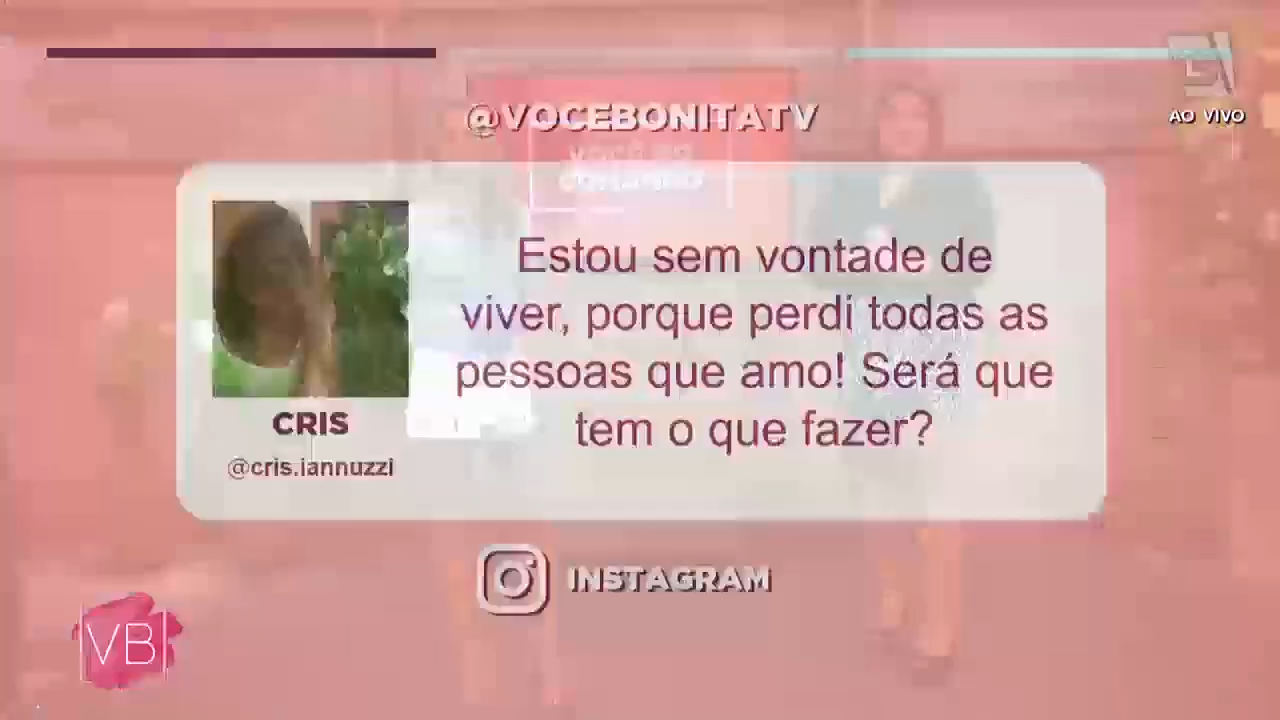 AO VIVO
@VOCEBONITATV
Estou sem vontade de
viver, porque perdi todas as
pessoas que amo! Será que
tem o que fazer?
CRIS
@cris.iannuzzi
INSTAGRAM
VB